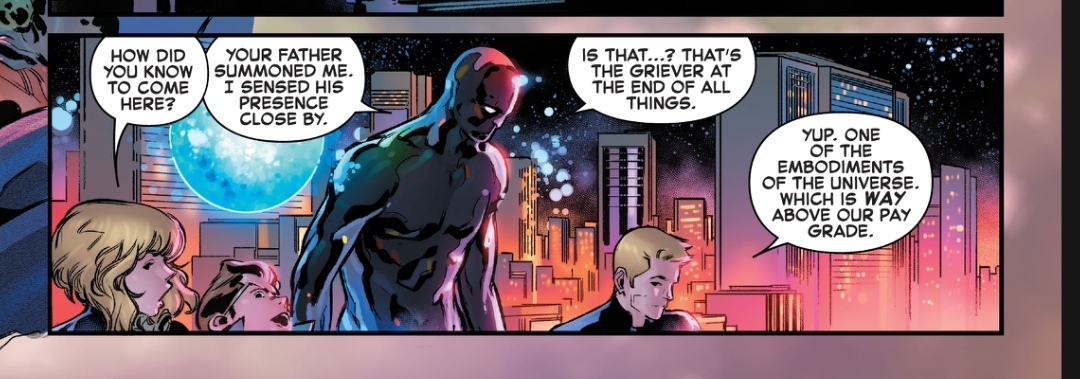 HOW DID
YOU KNOW
TO COME
HERE?
YOUR FATHER
SUMMONED ME.
I SENSED HIS
PRESENCE
CLOSE BY.
IS THAT...? THAT'S
THE GRIEVER AT
THE END OF ALL
THINGS.
YUP. ONE
OF THE
EMBODIMENTS
OF THE UNIVERSE.
WHICH IS WAY
ABOVE OUR PAY
GRADE.